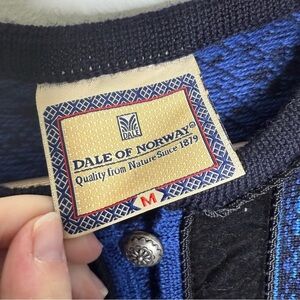 DALE
DALE OF NORWAY®
Quality from Nature Since 1879
M